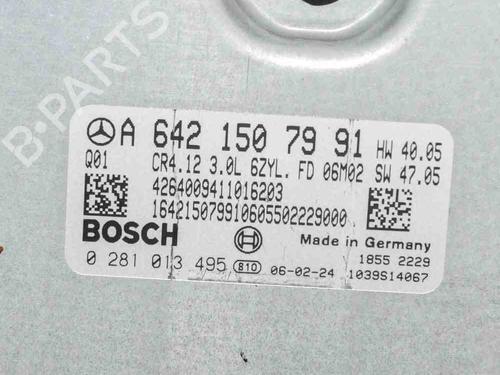 B-PARTS
A 642 150 79 91 HW 40.05
Q01 CR4.12 3.0L 6ZYL. FD 06M02 SW 47.05
4264009411016203
164215079910605502229000
BOSCH
Made in Germany
1855 2229
0 281 013 495 810 06-02-24 1039S14067